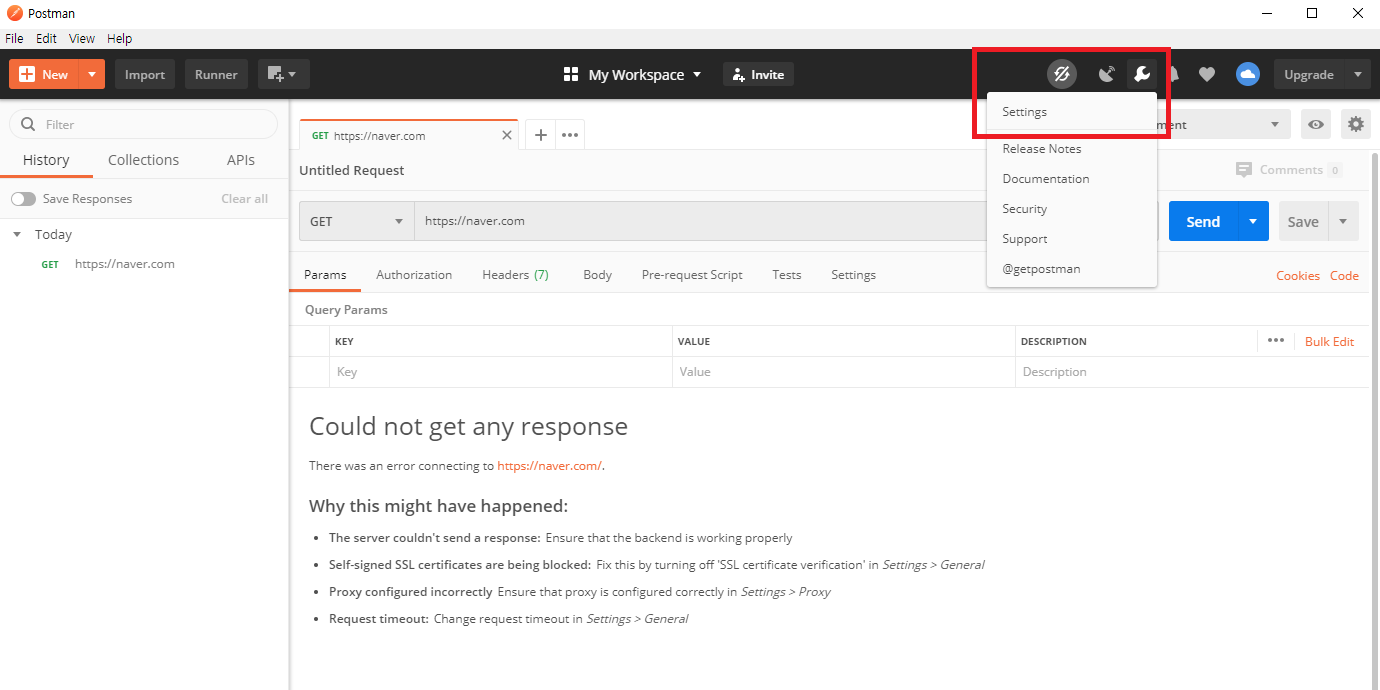 Postman
File Edit View Help
New Import Runner My Workspace Invite Upgrade
Settings
Release Notes
Documentation
Security
Support
@getpostman
Filter
History Collections APIs
Save Responses Clear all
Today
GET https://naver.com
GET https://naver.com
Untitled Request Comments 0
GET https://naver.com Send Save
Params Authorization Headers (7) Body Pre-request Script Tests Settings Cookies Code
Query Params
KEY VALUE DESCRIPTION Bulk Edit
Key Value Description
Could not get any response
There was an error connecting to https://naver.com/.
Why this might have happened:
The server couldn't send a response: Ensure that the backend is working properly
Self-signed SSL certificates are being blocked: Fix this by turning off 'SSL certificate verification' in Settings > General
Proxy configured incorrectly Ensure that proxy is configured correctly in Settings > Proxy
Request timeout: Change request timeout in Settings > General